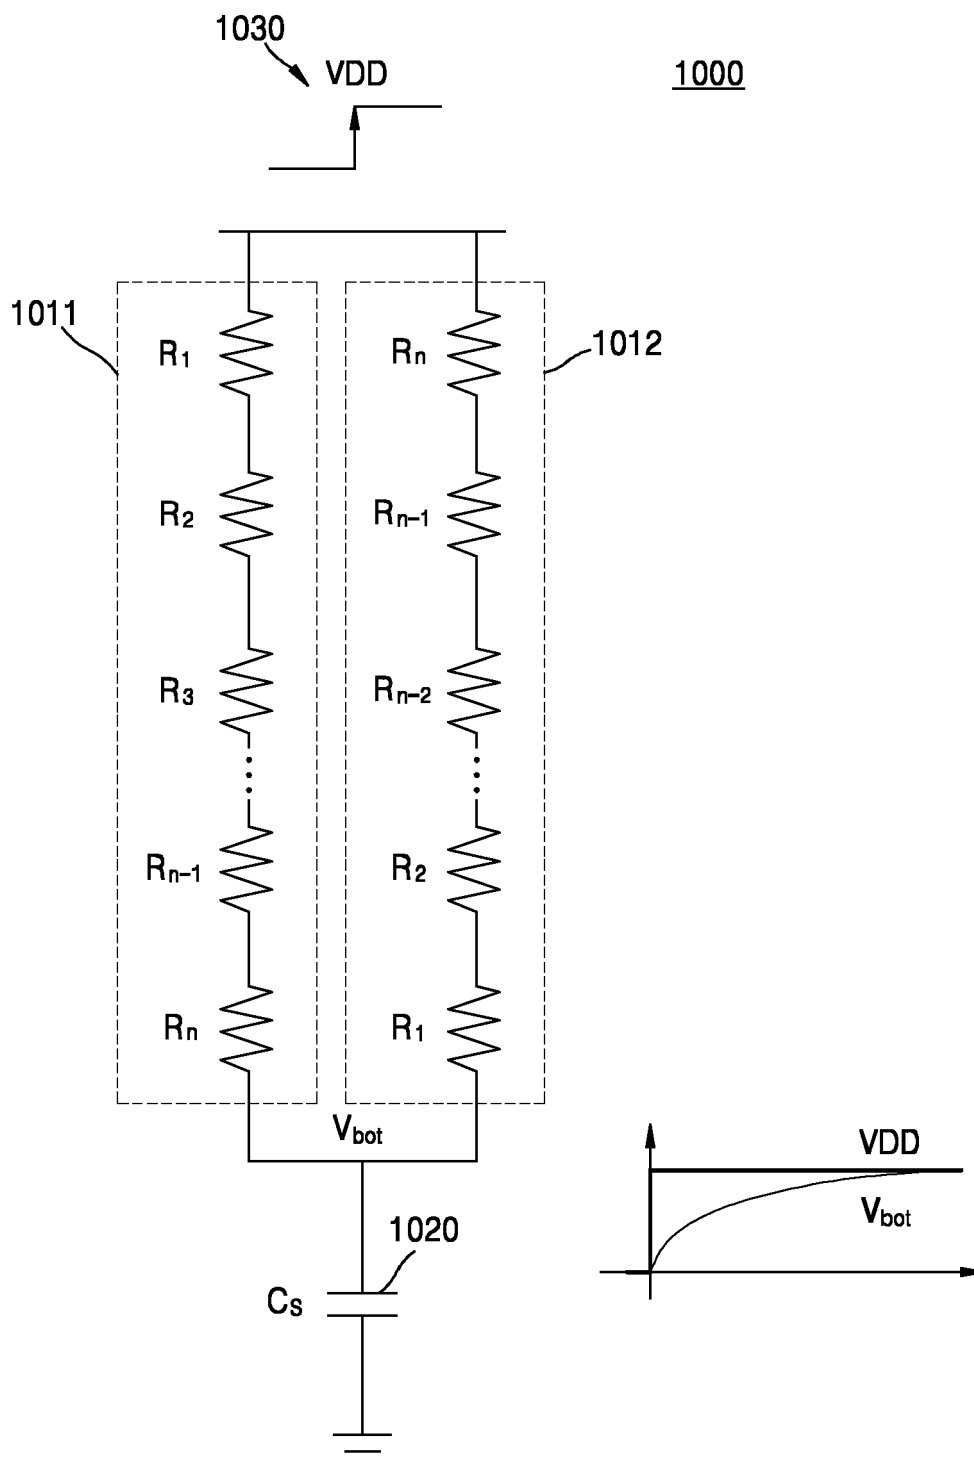 1030
VDD
1000
1011
1012
R1
Rn
R2
Rn-1
R3
Rn-2
Rn-1
R2
Rn
R1
Vbot
VDD
Vbot
1020
Cs